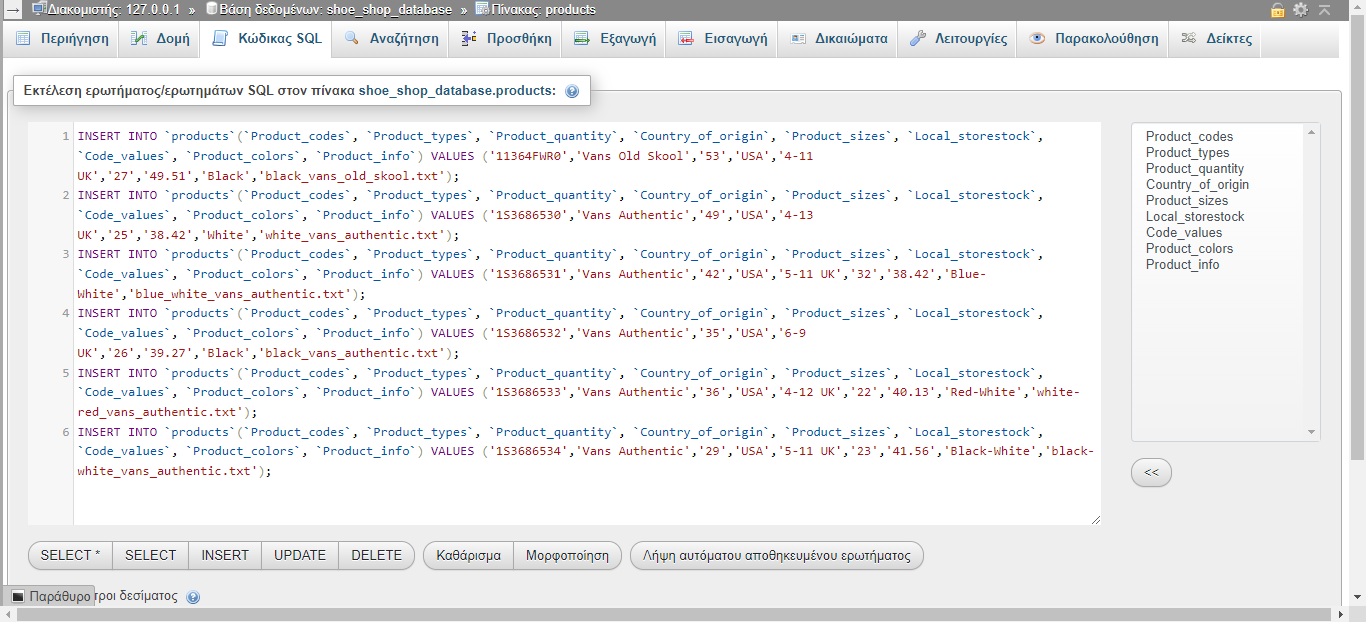 Διακομιστής: 127.0.0.1 » Βάση δεδομένων: shoe_shop_database » Πίνακας: products
Περιήγηση Δομή Κώδικας SQL Αναζήτηση Προσθήκη Εξαγωγή Εισαγωγή Δικαιώματα Λειτουργίες Παρακολούθηση Δείκτες
Εκτέλεση ερωτήματος/ερωτημάτων SQL στον πίνακα shoe_shop_database.products:
1 INSERT INTO `products`(`Product_codes`, `Product_types`, `Product_quantity`, `Country_of_origin`, `Product_sizes`, `Local_storestock`,
`Code_values`, `Product_colors`, `Product_info`) VALUES ('11364FWR0','Vans Old Skool','53','USA','4-11
UK','27','49.51','Black','black_vans_old_skool.txt');
2 INSERT INTO `products`(`Product_codes`, `Product_types`, `Product_quantity`, `Country_of_origin`, `Product_sizes`, `Local_storestock`,
`Code_values`, `Product_colors`, `Product_info`) VALUES ('1S3686530','Vans Authentic','49','USA','4-13
UK','25','38.42','White','white_vans_authentic.txt');
3 INSERT INTO `products`(`Product_codes`, `Product_types`, `Product_quantity`, `Country_of_origin`, `Product_sizes`, `Local_storestock`,
`Code_values`, `Product_colors`, `Product_info`) VALUES ('1S3686531','Vans Authentic','42','USA','5-11 UK','32','38.42','Blue-
White','blue_white_vans_authentic.txt');
4 INSERT INTO `products`(`Product_codes`, `Product_types`, `Product_quantity`, `Country_of_origin`, `Product_sizes`, `Local_storestock`,
`Code_values`, `Product_colors`, `Product_info`) VALUES ('1S3686532','Vans Authentic','35','USA','6-9
UK','26','39.27','Black','black_vans_authentic.txt');
5 INSERT INTO `products`(`Product_codes`, `Product_types`, `Product_quantity`, `Country_of_origin`, `Product_sizes`, `Local_storestock`,
`Code_values`, `Product_colors`, `Product_info`) VALUES ('1S3686533','Vans Authentic','36','USA','4-12 UK','22','40.13','Red-White','white-
red_vans_authentic.txt');
6 INSERT INTO `products`(`Product_codes`, `Product_types`, `Product_quantity`, `Country_of_origin`, `Product_sizes`, `Local_storestock`,
`Code_values`, `Product_colors`, `Product_info`) VALUES ('1S3686534','Vans Authentic','29','USA','5-11 UK','23','41.56','Black-White','black-
white_vans_authentic.txt');
Product_codes
Product_types
Product_quantity
Country_of_origin
Product_sizes
Local_storestock
Code_values
Product_colors
Product_info
<<
SELECT * SELECT INSERT UPDATE DELETE Καθάρισμα Μορφοποίηση Λήψη αυτόματου αποθηκευμένου ερωτήματος
Παράθυρο τροι δεσίματος